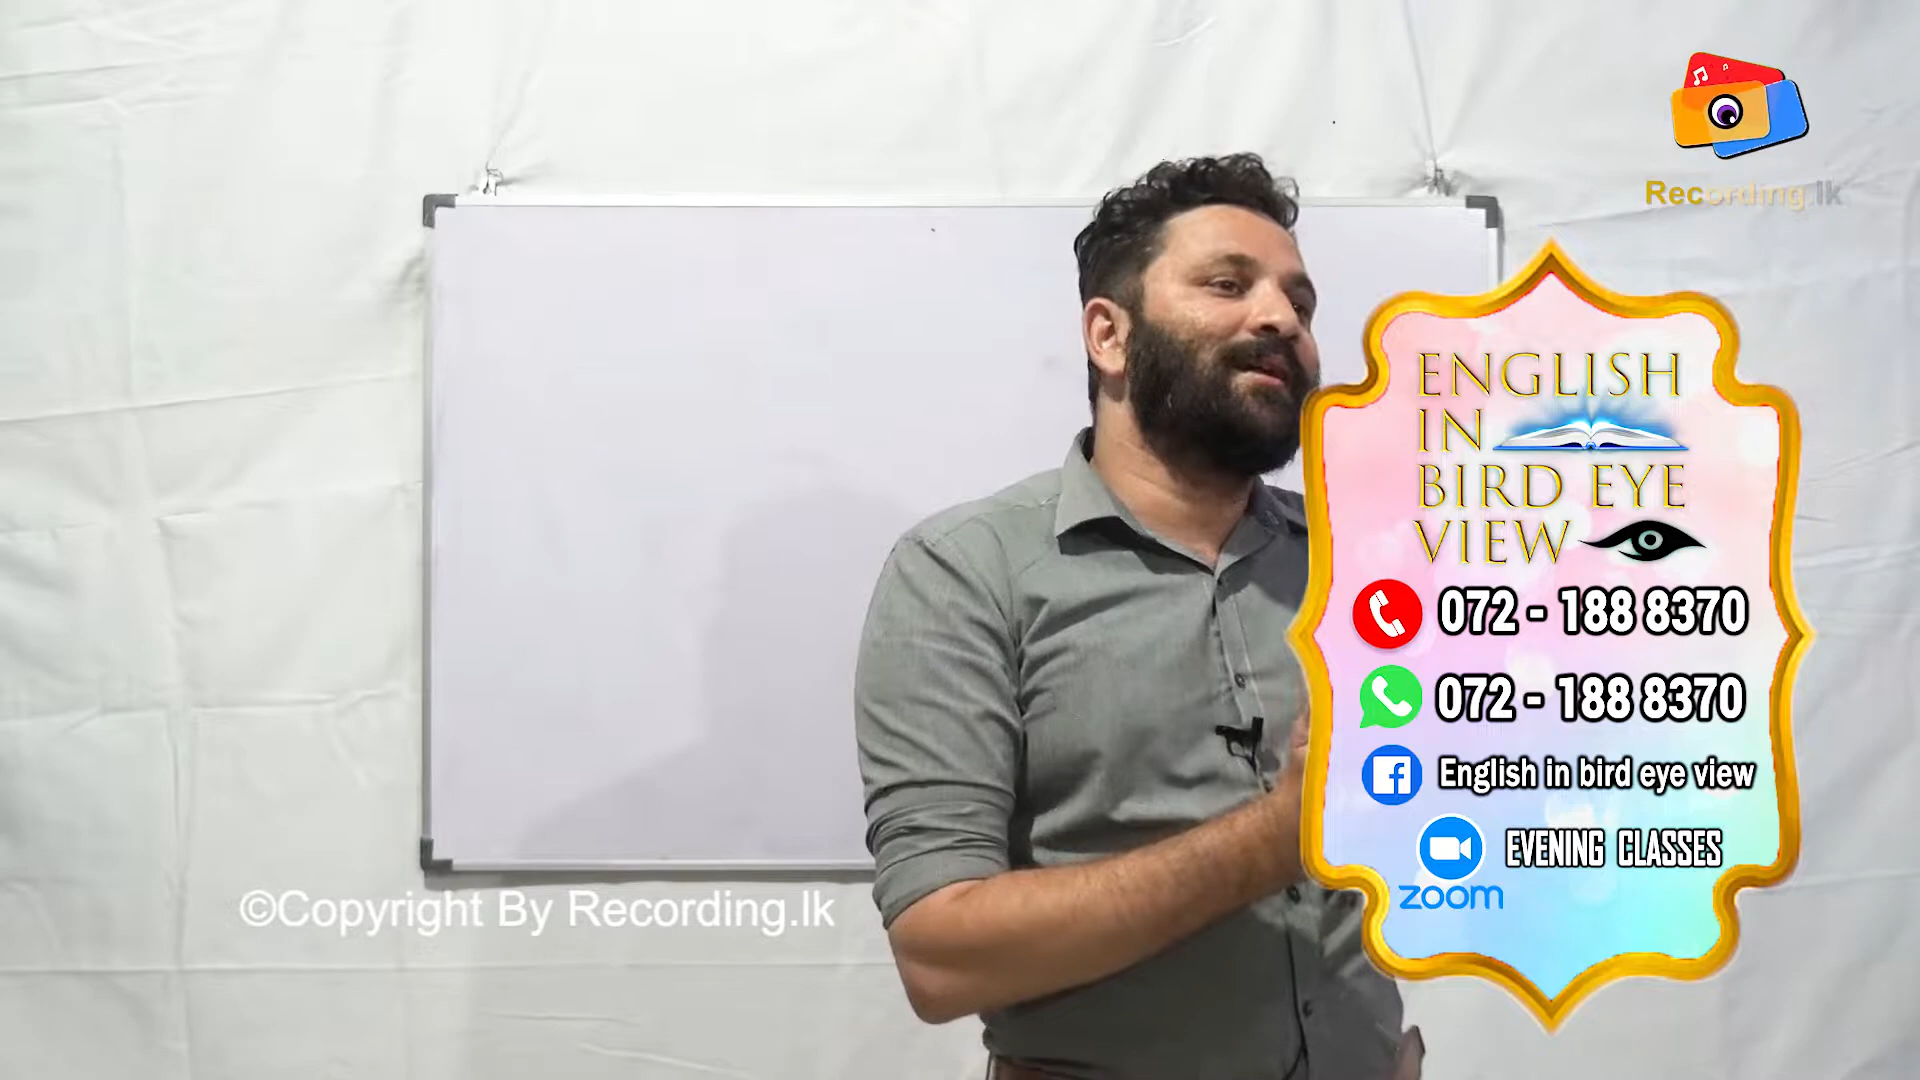 Recording.lk
ENGLISH
IN
BIRD EYE
VIEW
072 - 188 8370
072 - 188 8370
English in bird eye view
EVENING CLASSES
zoom
©Copyright By Recording.lk